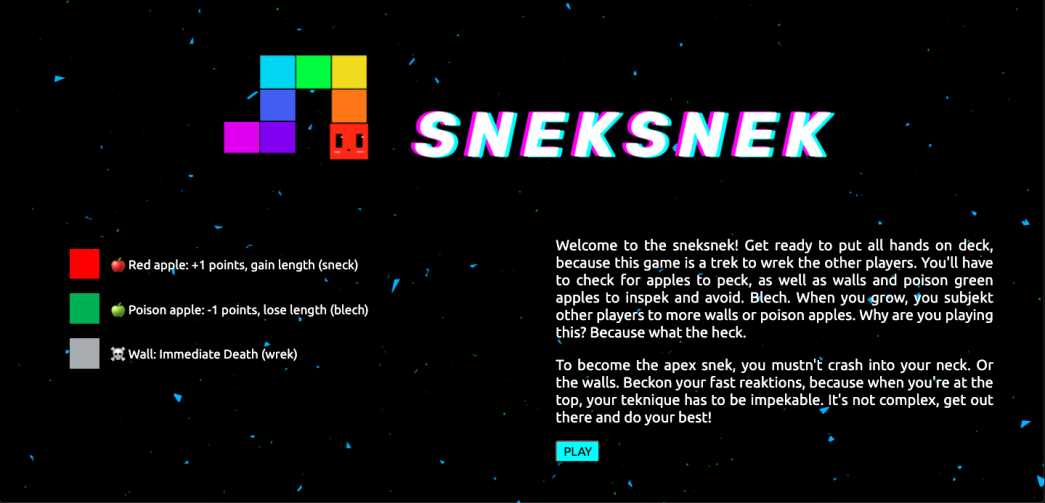 SNEKSNEK
🍎 Red apple: +1 points, gain length (sneck)
🍏 Poison apple: -1 points, lose length (blech)
☠️ Wall: Immediate Death (wrek)
Welcome to the sneksnek! Get ready to put all hands on deck,
because this game is a trek to wrek the other players. You'll have
to check for apples to peck, as well as walls and poison green
apples to inspek and avoid. Blech. When you grow, you subjekt
other players to more walls or poison apples. Why are you playing
this? Because what the heck.
To become the apex snek, you mustn't crash into your neck. Or
the walls. Beckon your fast reaktions, because when you're at the
top, your teknique has to be impekable. It's not complex, get out
there and do your best!
PLAY